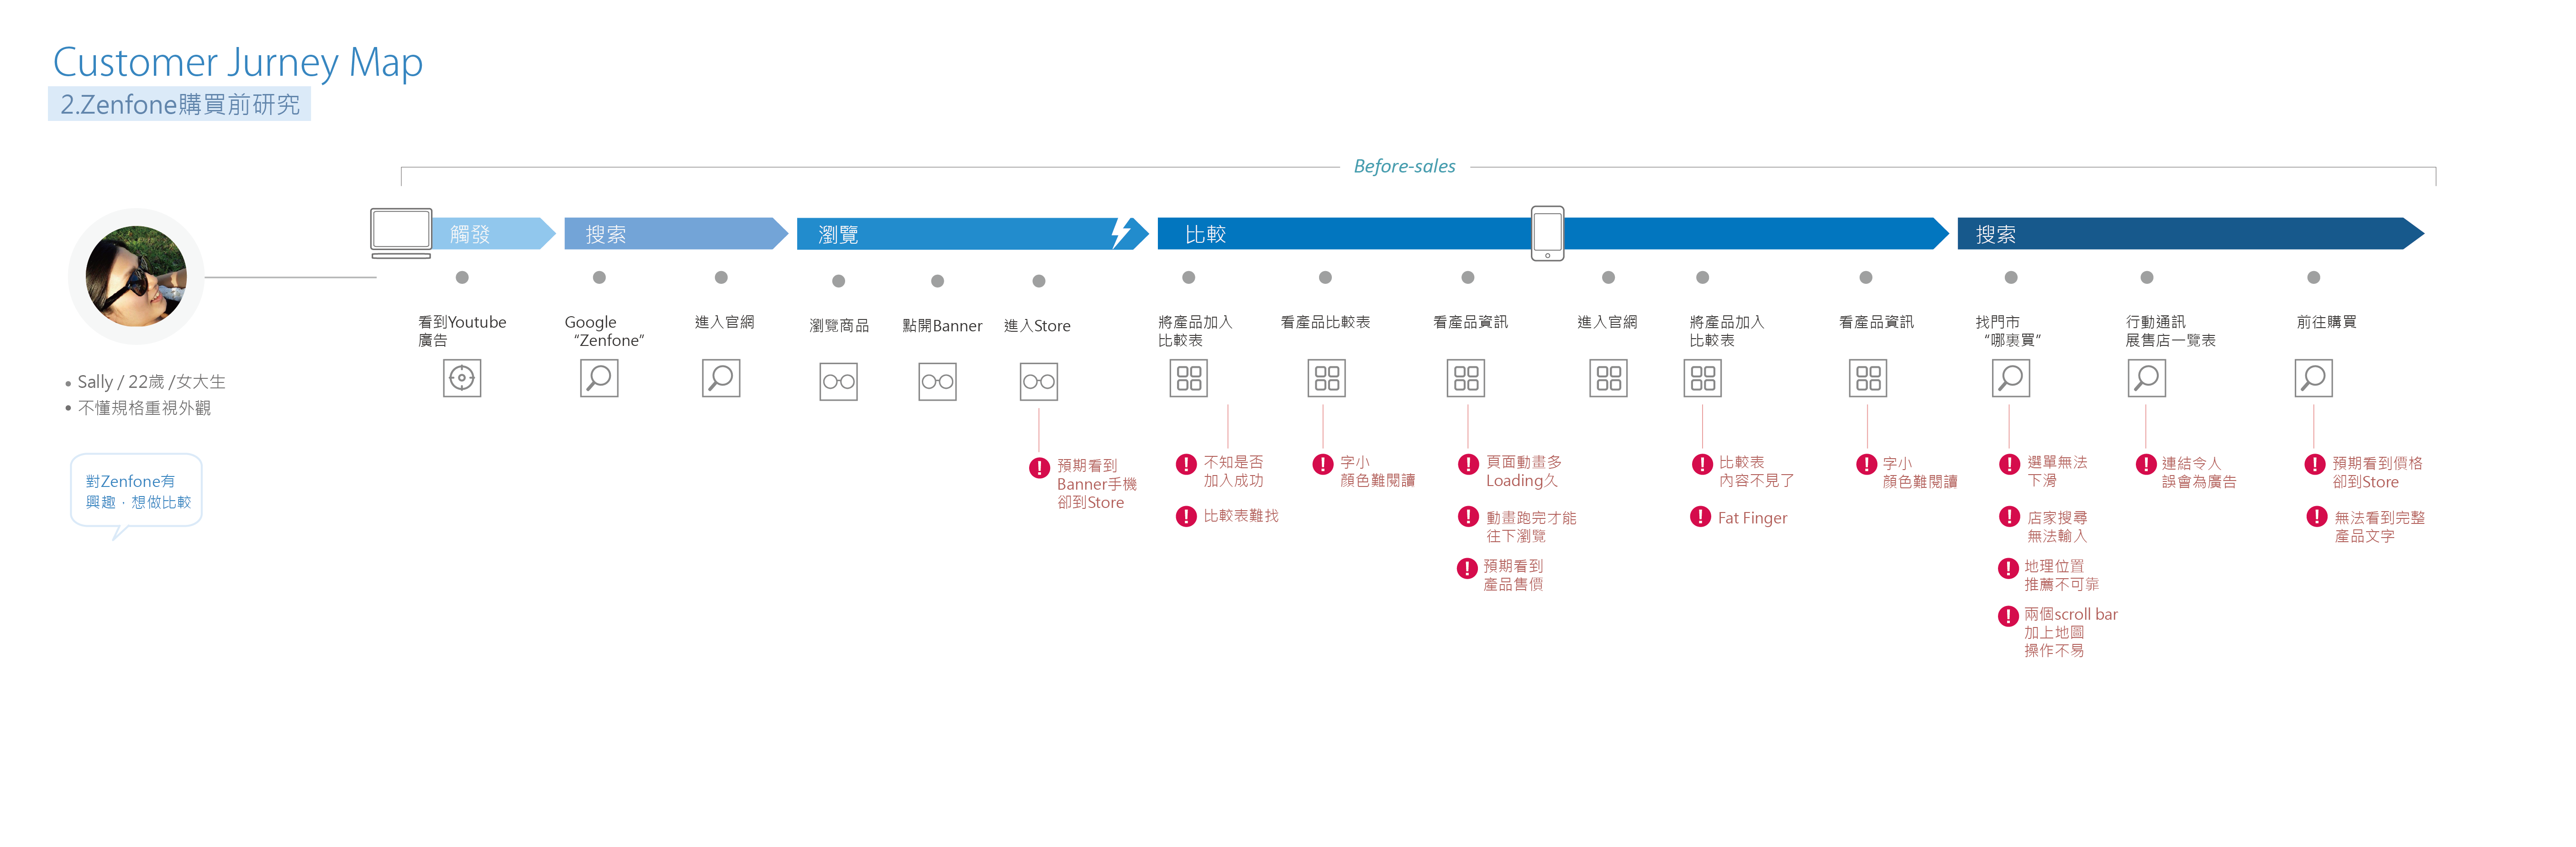 Customer Jurney Map
2.Zenfone購買前研究
Before-sales
觸發
搜索
瀏覽
比較
搜索
看到Youtube
廣告
Google
“Zenfone”
進入官網
瀏覽商品
點開Banner
進入Store
將產品加入
比較表
看產品比較表
看產品資訊
進入官網
將產品加入
比較表
看產品資訊
找門市
“哪裏買”
行動通訊
展售店一覽表
前往購買
Sally / 22歲 /女大生
不懂規格重視外觀
對Zenfone有
興趣．想做比較
預期看到
Banner手機
卻到Store
不知是否
加入成功
比較表難找
字小
顏色難閱讀
頁面動畫多
Loading久
動畫跑完才能
往下瀏覽
預期看到
產品售價
比較表
內容不見了
Fat Finger
字小
顏色難閱讀
選單無法
下滑
店家搜尋
無法輸入
地理位置
推薦不可靠
兩個scroll bar
加上地圖
操作不易
連結令人
誤會為廣告
預期看到價格
卻到Store
無法看到完整
產品文字